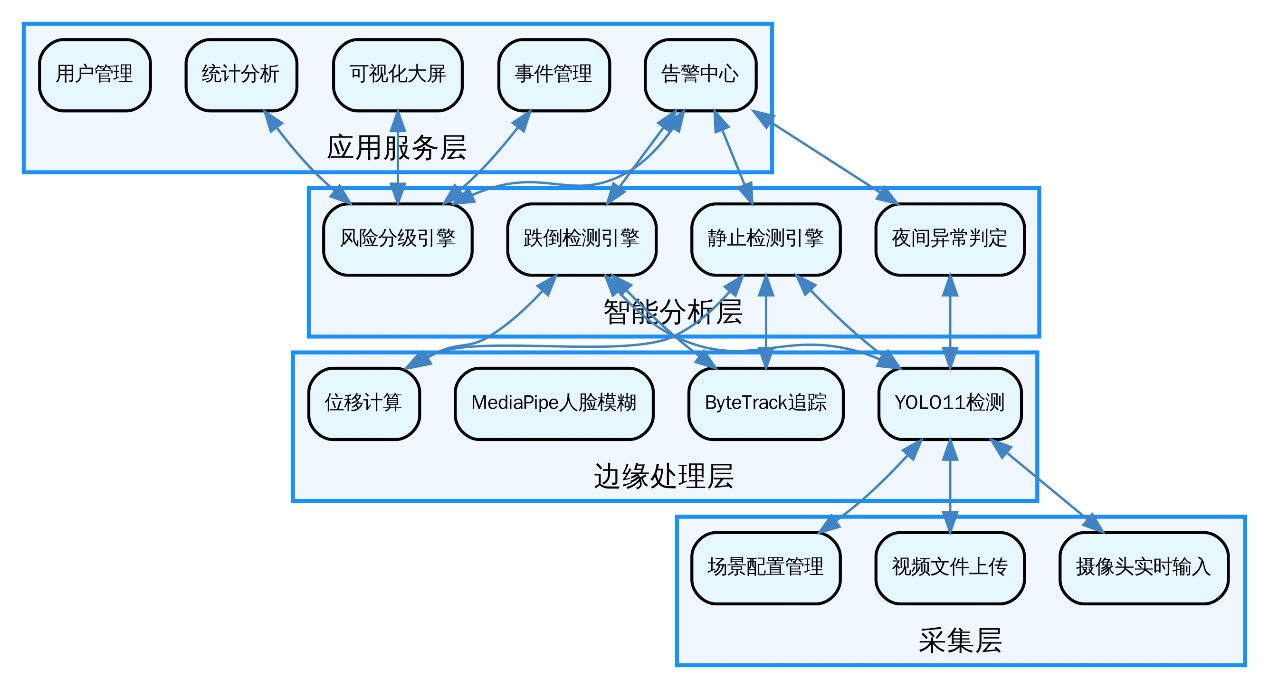 用户管理
统计分析
可视化大屏
事件管理
告警中心
应用服务层
风险分级引擎
跌倒检测引擎
静止检测引擎
夜间异常判定
智能分析层
位移计算
MediaPipe人脸模糊
ByteTrack追踪
YOLO11检测
边缘处理层
场景配置管理
视频文件上传
摄像头实时输入
采集层